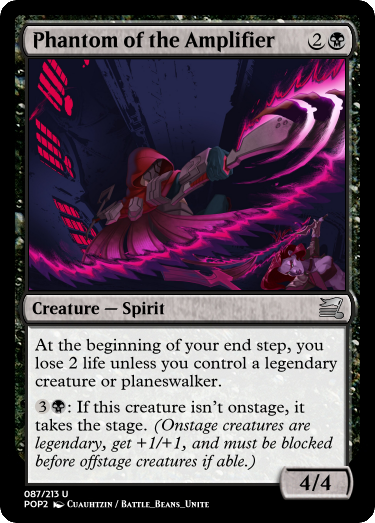 Phantom of the Amplifier 2
Creature — Spirit
At the beginning of your end step, you
lose 2 life unless you control a legendary
creature or planeswalker.
3 : If this creature isn't onstage, it
takes the stage. (Onstage creatures are
legendary, get +1/+1, and must be blocked
before offstage creatures if able.)
4/4
087/213 U
POP2 Cuauhtzin / Battle_Beans_Unite